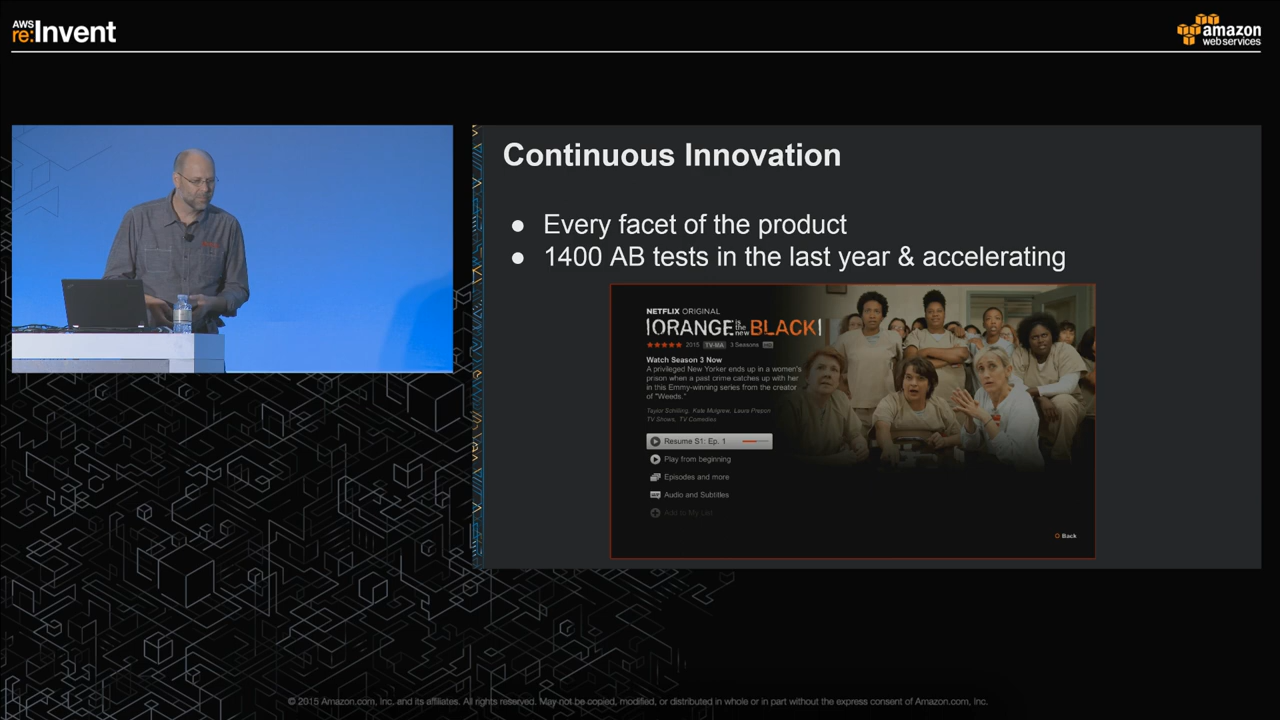 AWS
re:Invent
amazon
web services
Continuous Innovation
● Every facet of the product
● 1400 AB tests in the last year & accelerating
NETFLIX ORIGINAL
ORANGE is the new BLACK
★★★★★ 2015 TV-MA 3 Seasons HD
Watch Season 3 Now
A privileged New Yorker ends up in a women's
prison when a past crime catches up with her
in this Emmy-winning series from the creator
of "Weeds."
Taylor Schilling, Kate Mulgrew, Laura Prepon
TV Shows, TV Comedies
Resume S1: Ep. 1
Play from beginning
Episodes and more
Audio and Subtitles
Add to My List
Back
© 2015 Amazon.com, Inc. and its affiliates. All rights reserved. May not be copied, modified, or distributed in whole or in part without the express consent of Amazon.com, Inc.